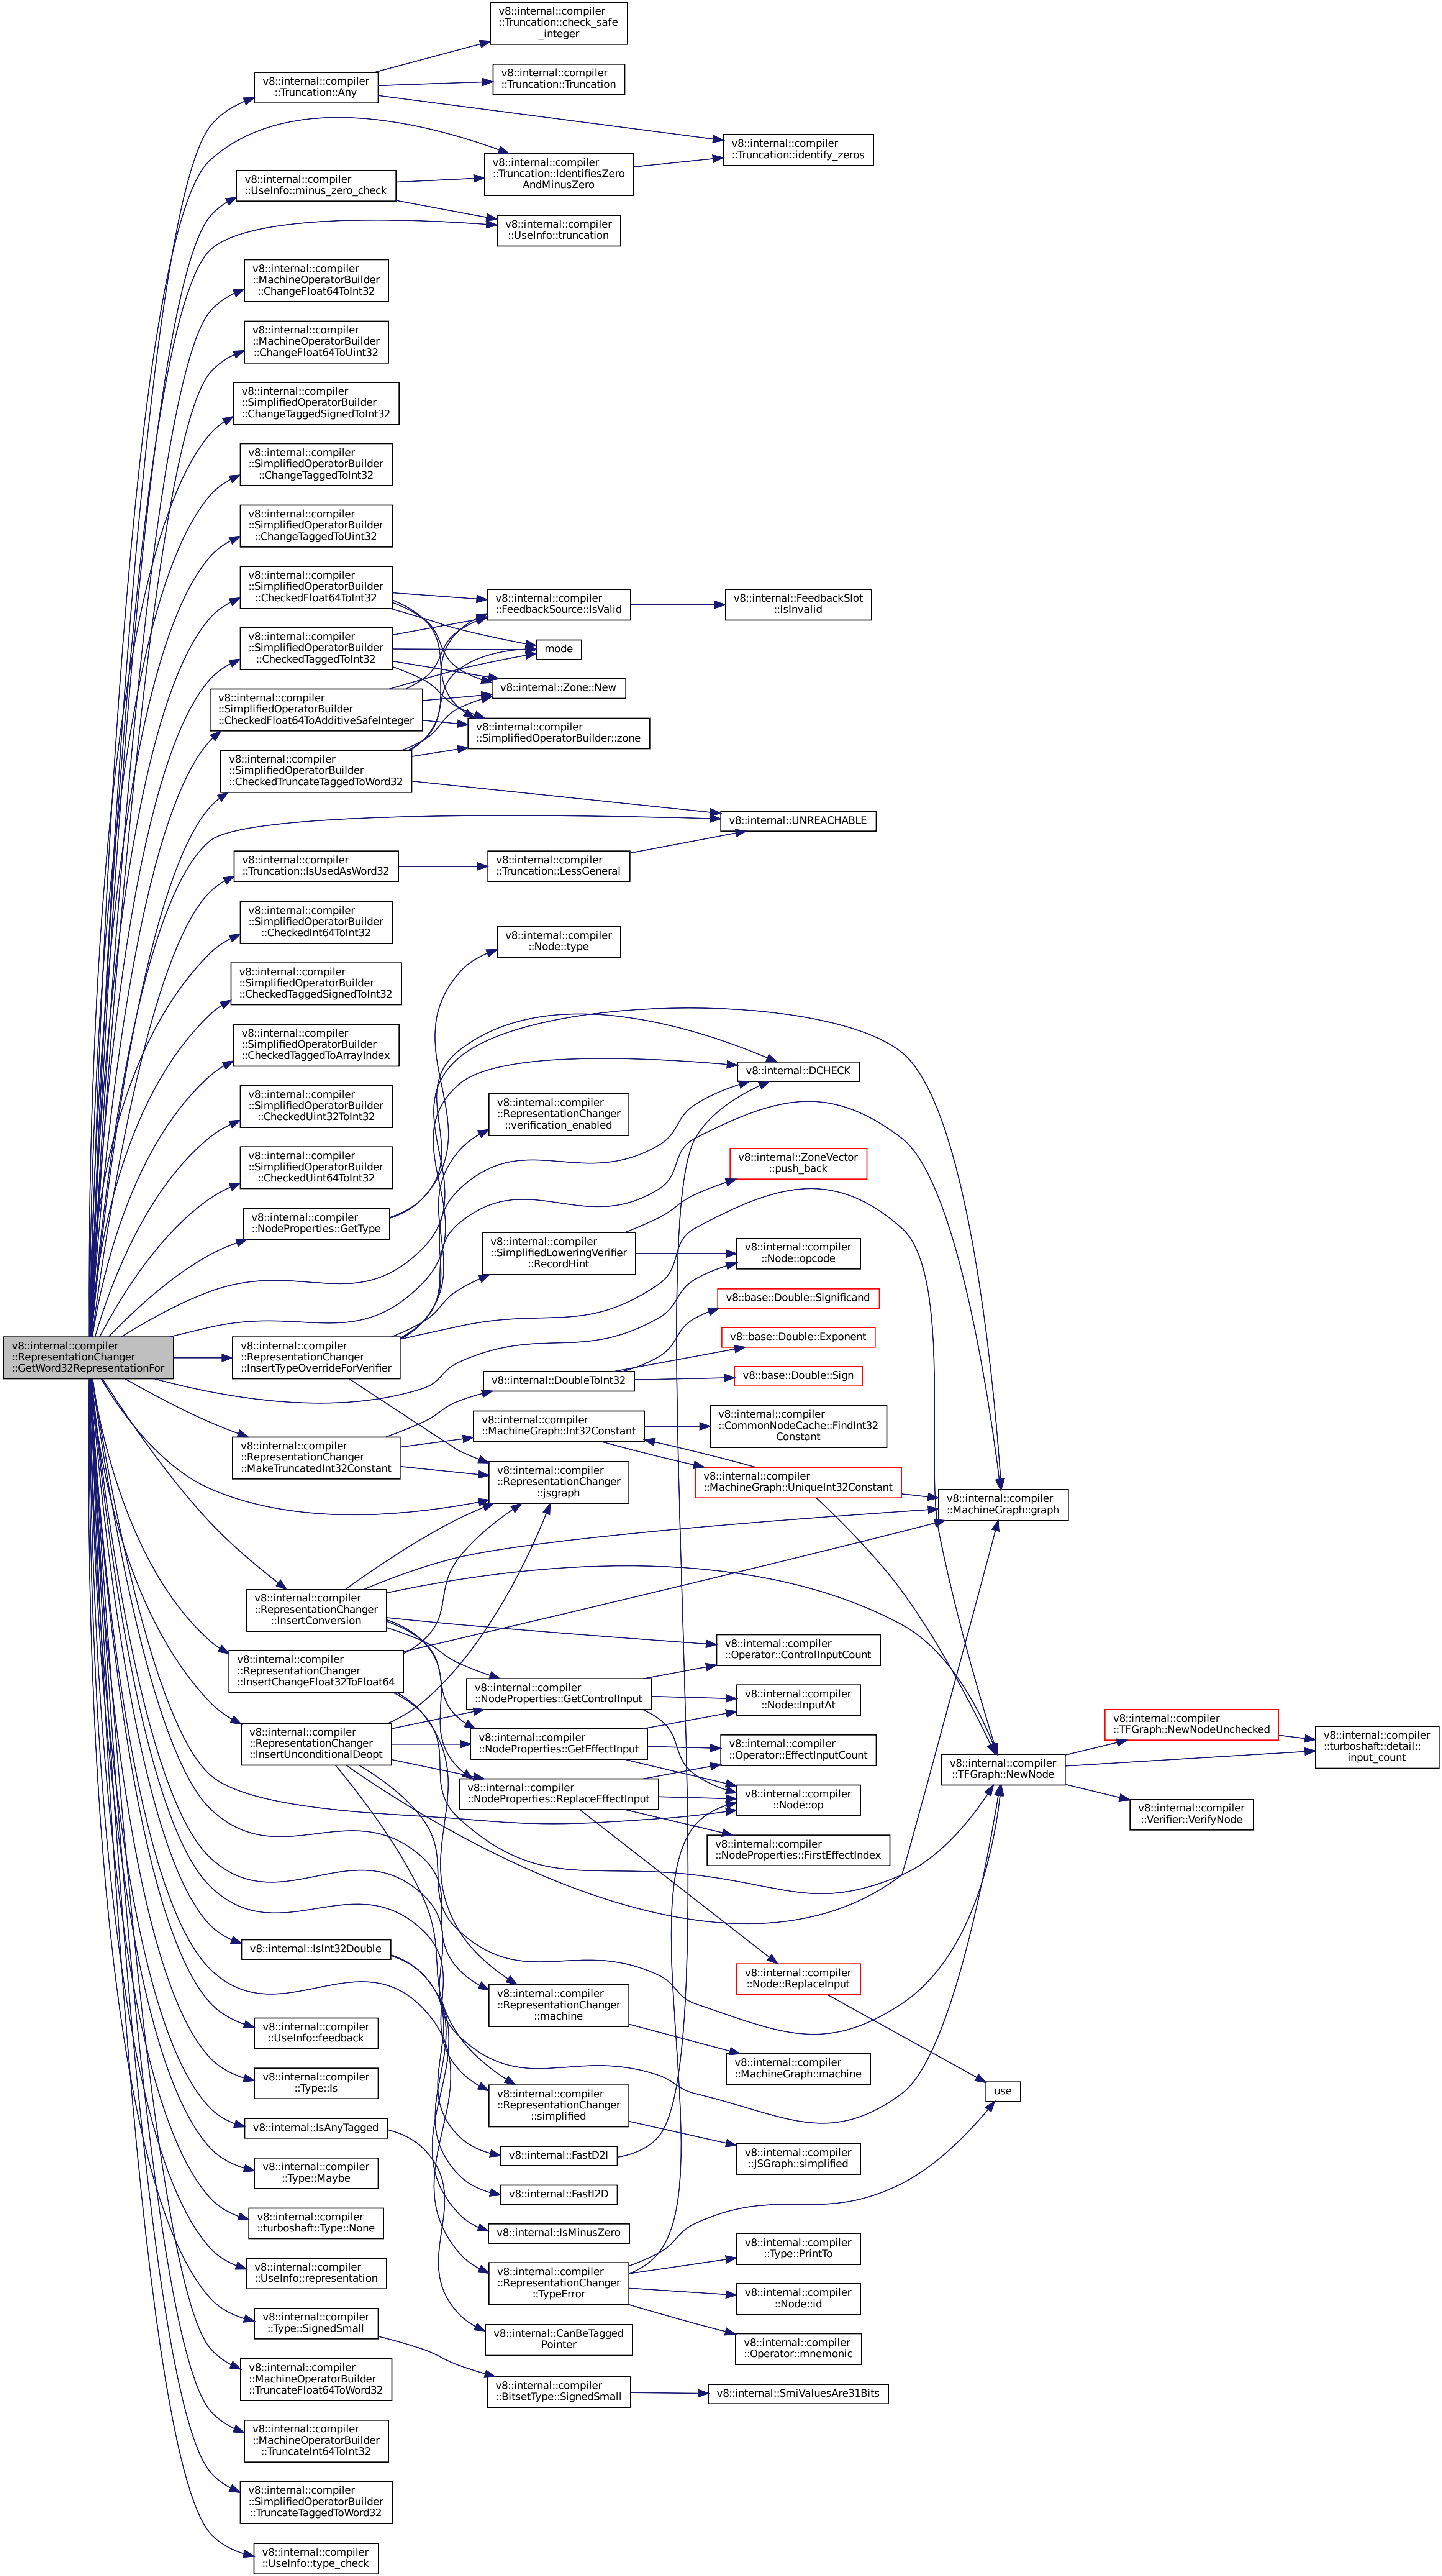 v8::internal::compiler
::Truncation::check_safe
_integer
v8::internal::compiler
::Truncation::Any
v8::internal::compiler
::Truncation::Truncation
v8::internal::compiler
::Truncation::identify_zeros
v8::internal::compiler
::Truncation::IdentifiesZero
AndMinusZero
v8::internal::compiler
::UseInfo::minus_zero_check
v8::internal::compiler
::UseInfo::truncation
v8::internal::compiler
::MachineOperatorBuilder
::ChangeFloat64ToInt32
v8::internal::compiler
::MachineOperatorBuilder
::ChangeFloat64ToUint32
v8::internal::compiler
::SimplifiedOperatorBuilder
::ChangeTaggedSignedToInt32
v8::internal::compiler
::SimplifiedOperatorBuilder
::ChangeTaggedToInt32
v8::internal::compiler
::SimplifiedOperatorBuilder
::ChangeTaggedToUint32
v8::internal::compiler
::SimplifiedOperatorBuilder
::CheckedFloat64ToInt32
v8::internal::compiler
::FeedbackSource::IsValid
v8::internal::FeedbackSlot
::IsInvalid
v8::internal::compiler
::SimplifiedOperatorBuilder
::CheckedTaggedToInt32
mode
v8::internal::Zone::New
v8::internal::compiler
::SimplifiedOperatorBuilder
::CheckedFloat64ToAdditiveSafeInteger
v8::internal::compiler
::SimplifiedOperatorBuilder::zone
v8::internal::compiler
::SimplifiedOperatorBuilder
::CheckedTruncateTaggedToWord32
v8::internal::UNREACHABLE
v8::internal::compiler
::Truncation::IsUsedAsWord32
v8::internal::compiler
::Truncation::LessGeneral
v8::internal::compiler
::SimplifiedOperatorBuilder
::CheckedInt64ToInt32
v8::internal::compiler
::Node::type
v8::internal::compiler
::SimplifiedOperatorBuilder
::CheckedTaggedSignedToInt32
v8::internal::compiler
::SimplifiedOperatorBuilder
::CheckedTaggedToArrayIndex
v8::internal::DCHECK
v8::internal::compiler
::SimplifiedOperatorBuilder
::CheckedUint32ToInt32
v8::internal::compiler
::RepresentationChanger
::verification_enabled
v8::internal::compiler
::SimplifiedOperatorBuilder
::CheckedUint64ToInt32
v8::internal::ZoneVector
::push_back
v8::internal::compiler
::NodeProperties::GetType
v8::internal::compiler
::SimplifiedLoweringVerifier
::RecordHint
v8::internal::compiler
::Node::opcode
v8::base::Double::Significand
v8::internal::compiler
::RepresentationChanger
::GetWord32RepresentationFor
v8::internal::compiler
::RepresentationChanger
::InsertTypeOverrideForVerifier
v8::base::Double::Exponent
v8::internal::DoubleToInt32
v8::base::Double::Sign
v8::internal::compiler
::RepresentationChanger
::MakeTruncatedInt32Constant
v8::internal::compiler
::MachineGraph::Int32Constant
v8::internal::compiler
::CommonNodeCache::FindInt32
Constant
v8::internal::compiler
::RepresentationChanger
::jsgraph
v8::internal::compiler
::MachineGraph::UniqueInt32Constant
v8::internal::compiler
::MachineGraph::graph
v8::internal::compiler
::RepresentationChanger
::InsertConversion
v8::internal::compiler
::RepresentationChanger
::InsertChangeFloat32ToFloat64
v8::internal::compiler
::Operator::ControlInputCount
v8::internal::compiler
::NodeProperties::GetControlInput
v8::internal::compiler
::Node::InputAt
v8::internal::compiler
::RepresentationChanger
::InsertUnconditionalDeopt
v8::internal::compiler
::NodeProperties::GetEffectInput
v8::internal::compiler
::Operator::EffectInputCount
v8::internal::compiler
::TFGraph::NewNodeUnchecked
v8::internal::compiler
::turboshaft::detail::
input_count
v8::internal::compiler
::TFGraph::NewNode
v8::internal::compiler
::NodeProperties::ReplaceEffectInput
v8::internal::compiler
::Node::op
v8::internal::compiler
::Verifier::VerifyNode
v8::internal::compiler
::NodeProperties::FirstEffectIndex
v8::internal::IsInt32Double
v8::internal::compiler
::Node::ReplaceInput
v8::internal::compiler
::RepresentationChanger
::machine
v8::internal::compiler
::UseInfo::feedback
v8::internal::compiler
::MachineGraph::machine
v8::internal::compiler
::Type::Is
use
v8::internal::compiler
::RepresentationChanger
::simplified
v8::internal::IsAnyTagged
v8::internal::FastD2I
v8::internal::compiler
::JSGraph::simplified
v8::internal::compiler
::Type::Maybe
v8::internal::FastI2D
v8::internal::compiler
::turboshaft::Type::None
v8::internal::IsMinusZero
v8::internal::compiler
::Type::PrintTo
v8::internal::compiler
::UseInfo::representation
v8::internal::compiler
::RepresentationChanger
::TypeError
v8::internal::compiler
::Node::id
v8::internal::compiler
::Type::SignedSmall
v8::internal::CanBeTagged
Pointer
v8::internal::compiler
::Operator::mnemonic
v8::internal::compiler
::MachineOperatorBuilder
::TruncateFloat64ToWord32
v8::internal::compiler
::BitsetType::SignedSmall
v8::internal::SmiValuesAre31Bits
v8::internal::compiler
::MachineOperatorBuilder
::TruncateInt64ToInt32
v8::internal::compiler
::SimplifiedOperatorBuilder
::TruncateTaggedToWord32
v8::internal::compiler
::UseInfo::type_check